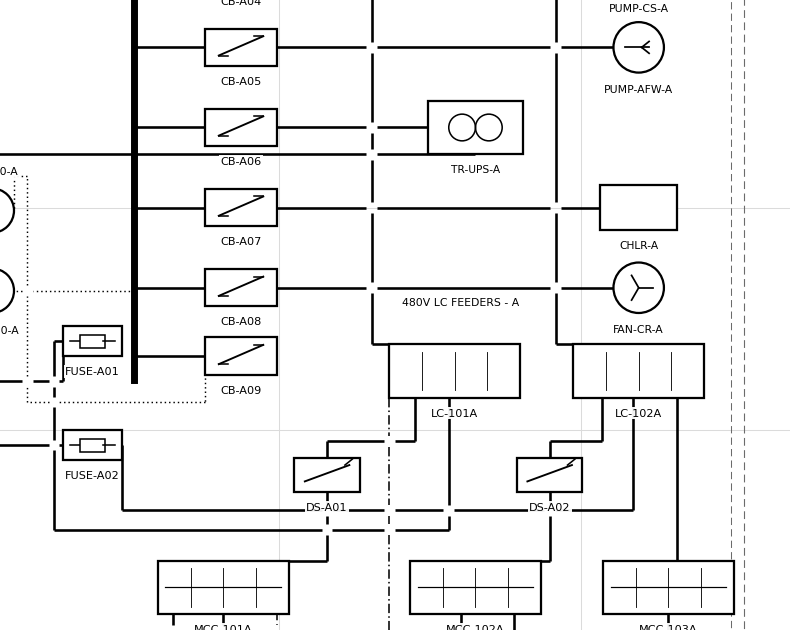 CB-A04
PUMP-CS-A
CB-A05
PUMP-AFW-A
CB-A06
TR-UPS-A
0-A
CB-A07
CHLR-A
480V LC FEEDERS - A
CB-A08
FAN-CR-A
0-A
FUSE-A01
CB-A09
LC-101A
LC-102A
FUSE-A02
DS-A01
DS-A02
MCC-101A
MCC-102A
MCC-103A